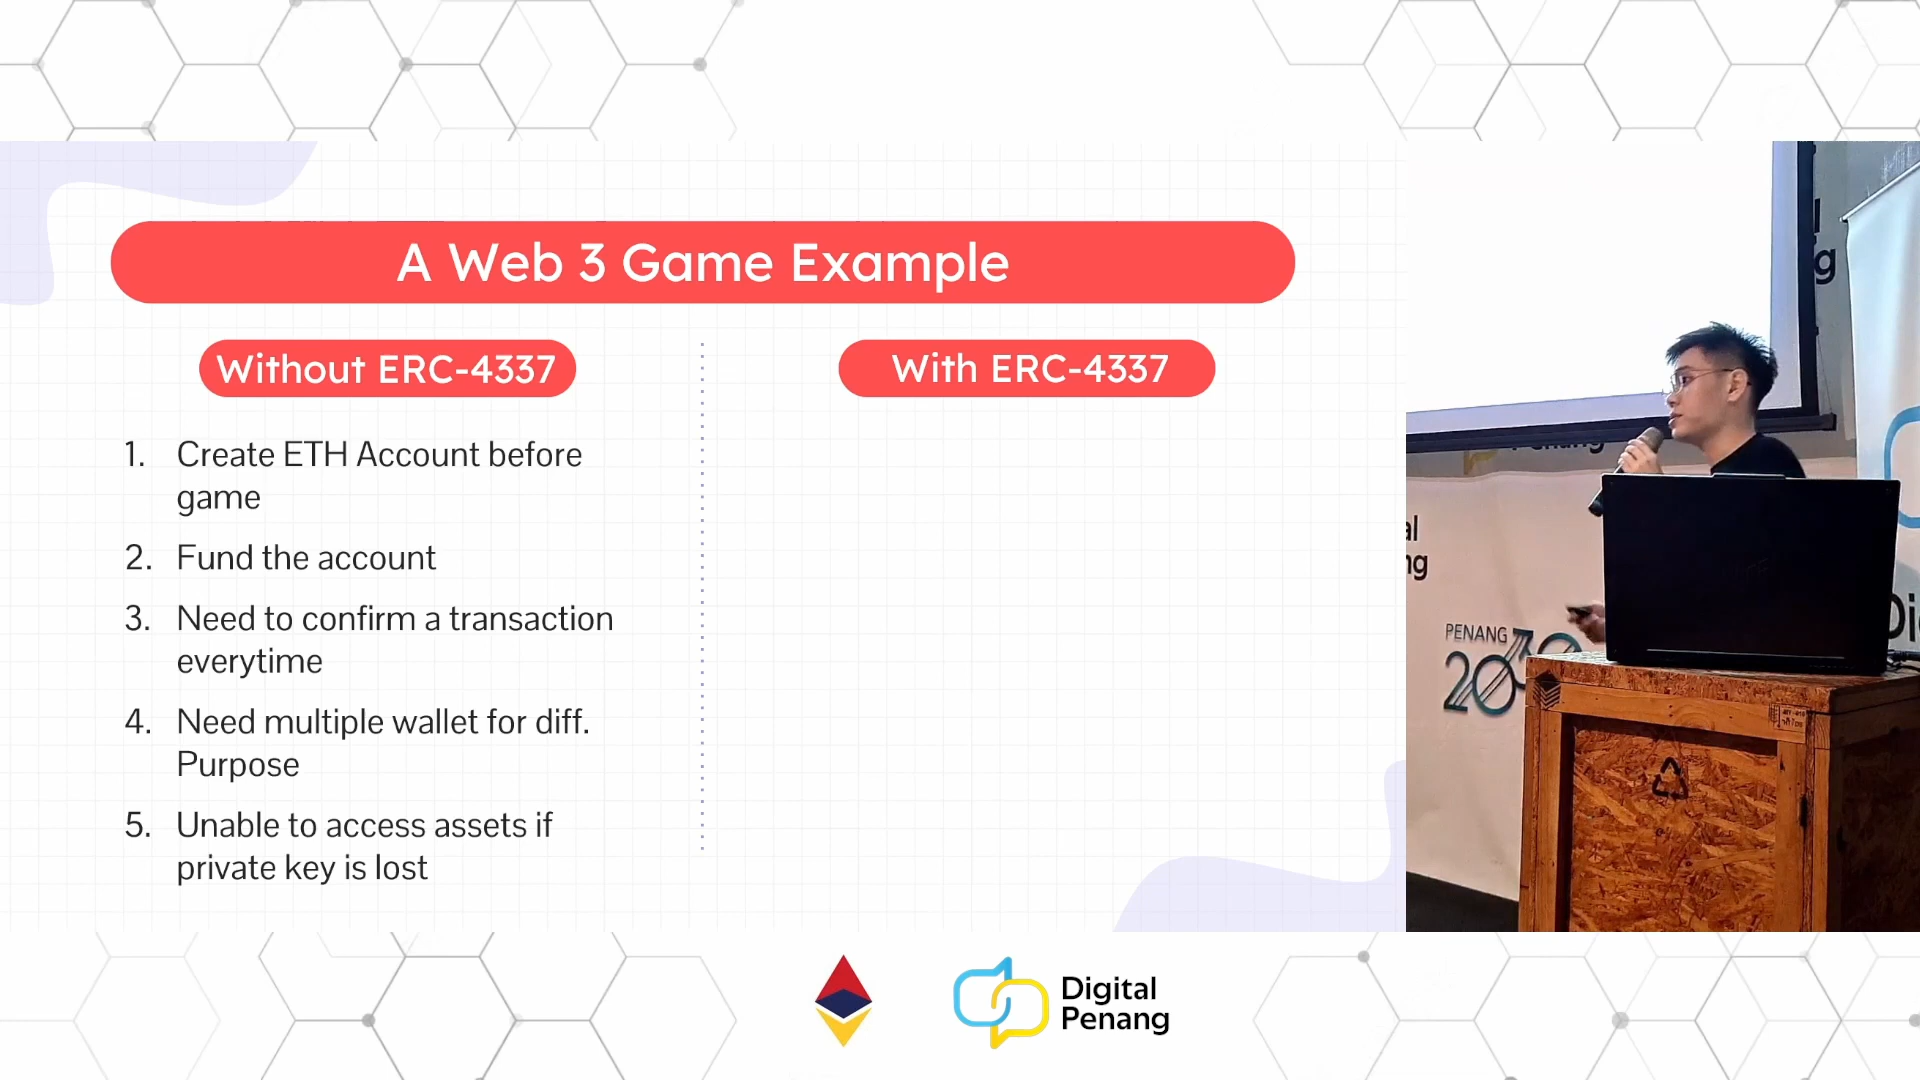 A Web 3 Game Example
Without ERC-4337
With ERC-4337
1. Create ETH Account before
game
2. Fund the account
3. Need to confirm a transaction
everytime
4. Need multiple wallet for diff.
Purpose
5. Unable to access assets if
private key is lost
PENANG
2030
Digital
Penang